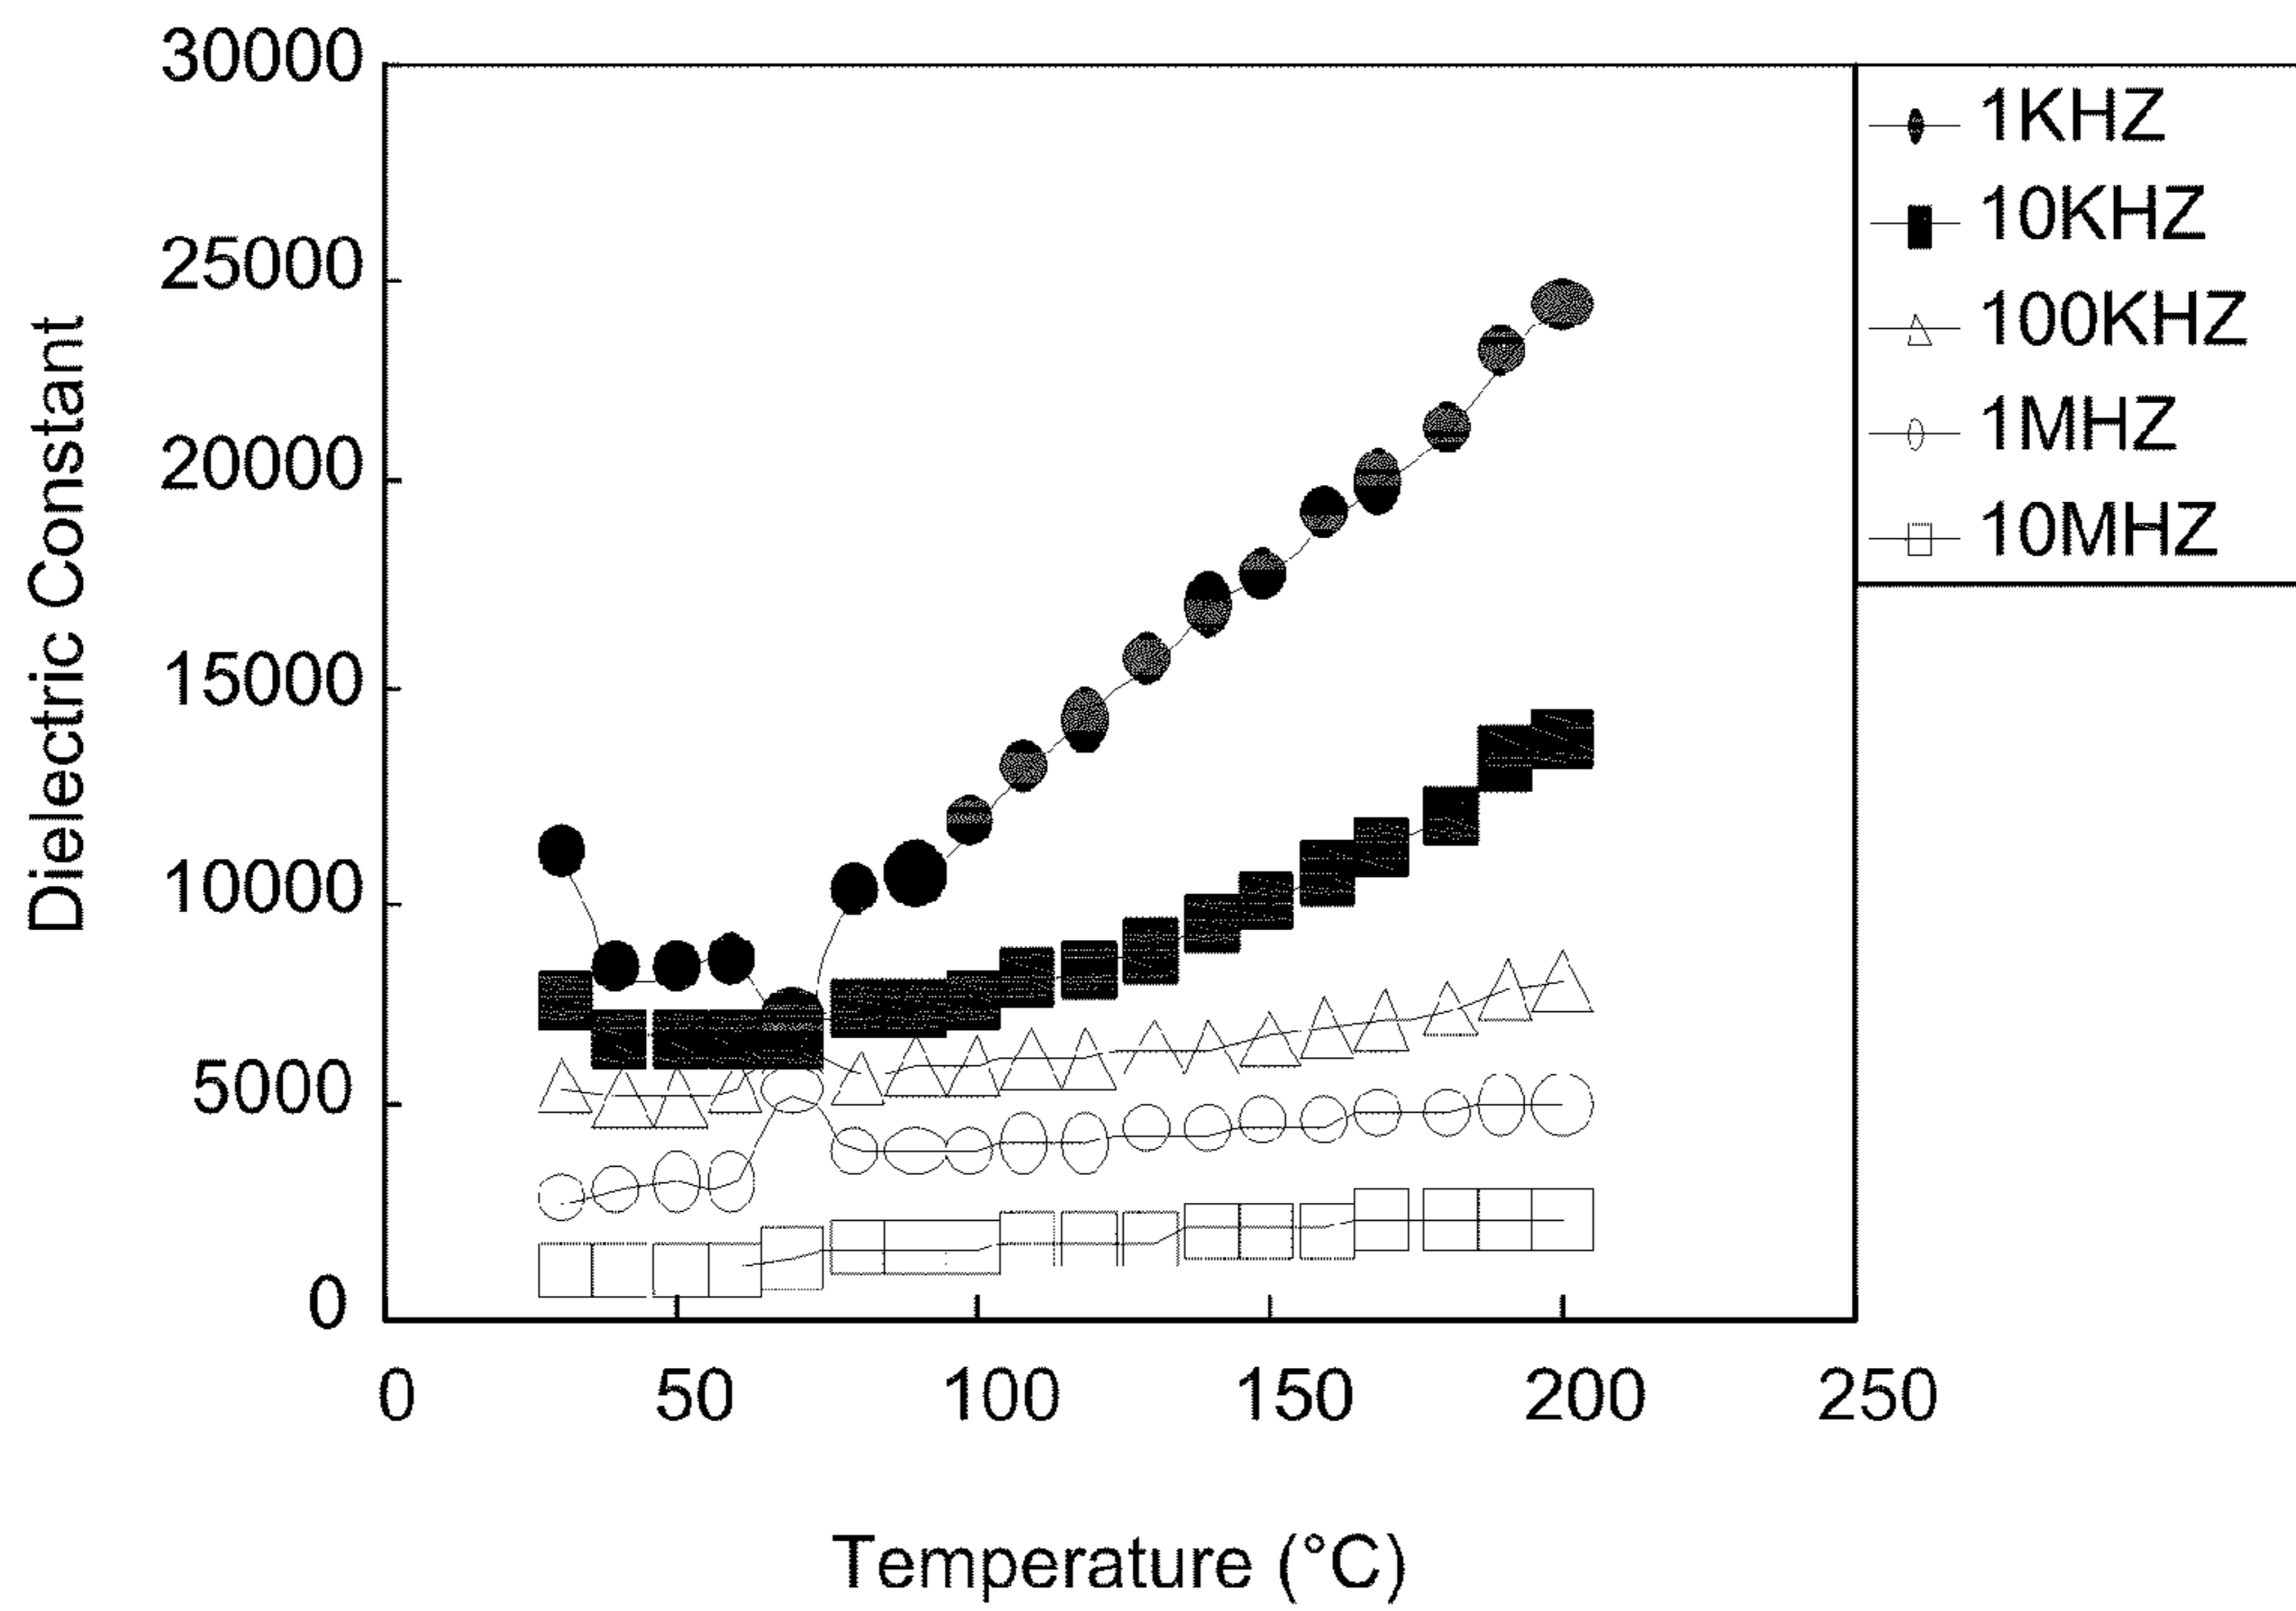 30000
25000
20000
15000
10000
5000
0
Dielectric Constant
0 50 100 150 200 250
Temperature (°C)
1KHZ
10KHZ
100KHZ
1MHZ
10MHZ